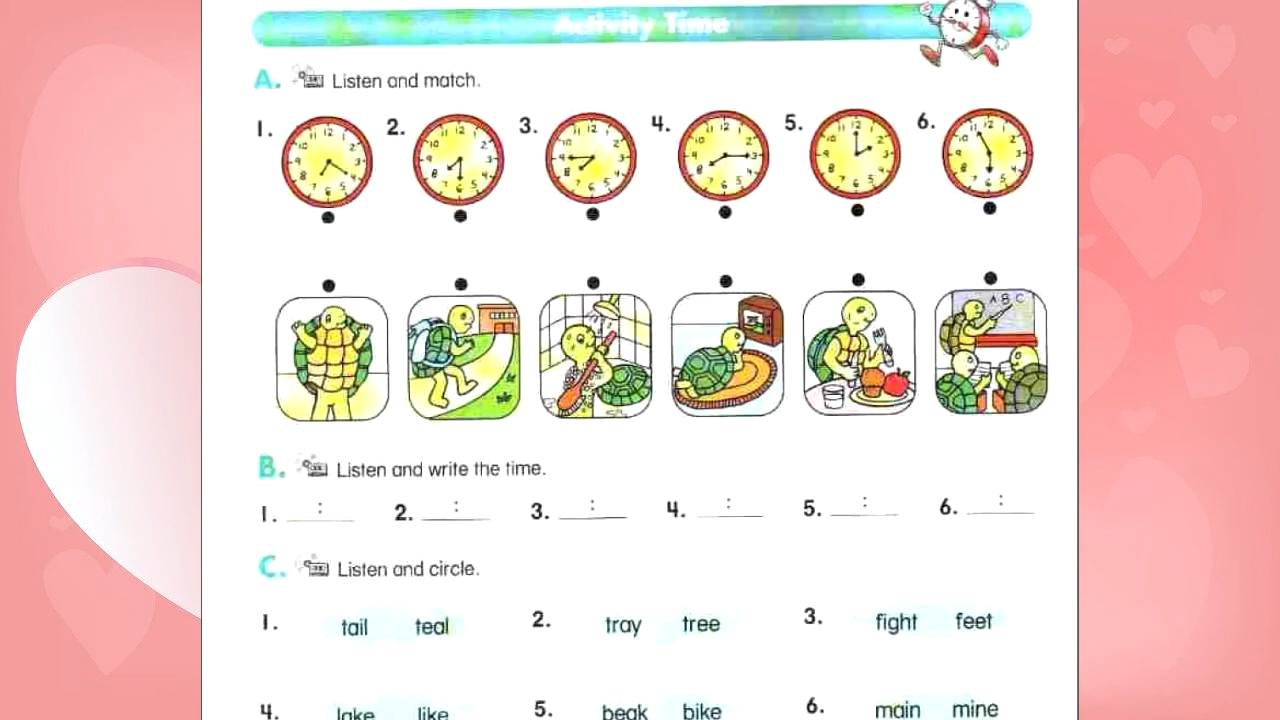 Activity Time
A. Listen and match.
1. 2. 3. 4. 5. 6.
A B C
B. Listen and write the time.
1. : 2. : 3. : 4. : 5. : 6. :
C. Listen and circle.
1. tail teal 2. tray tree 3. fight feet
4. lake like 5. beak bike 6. main mine